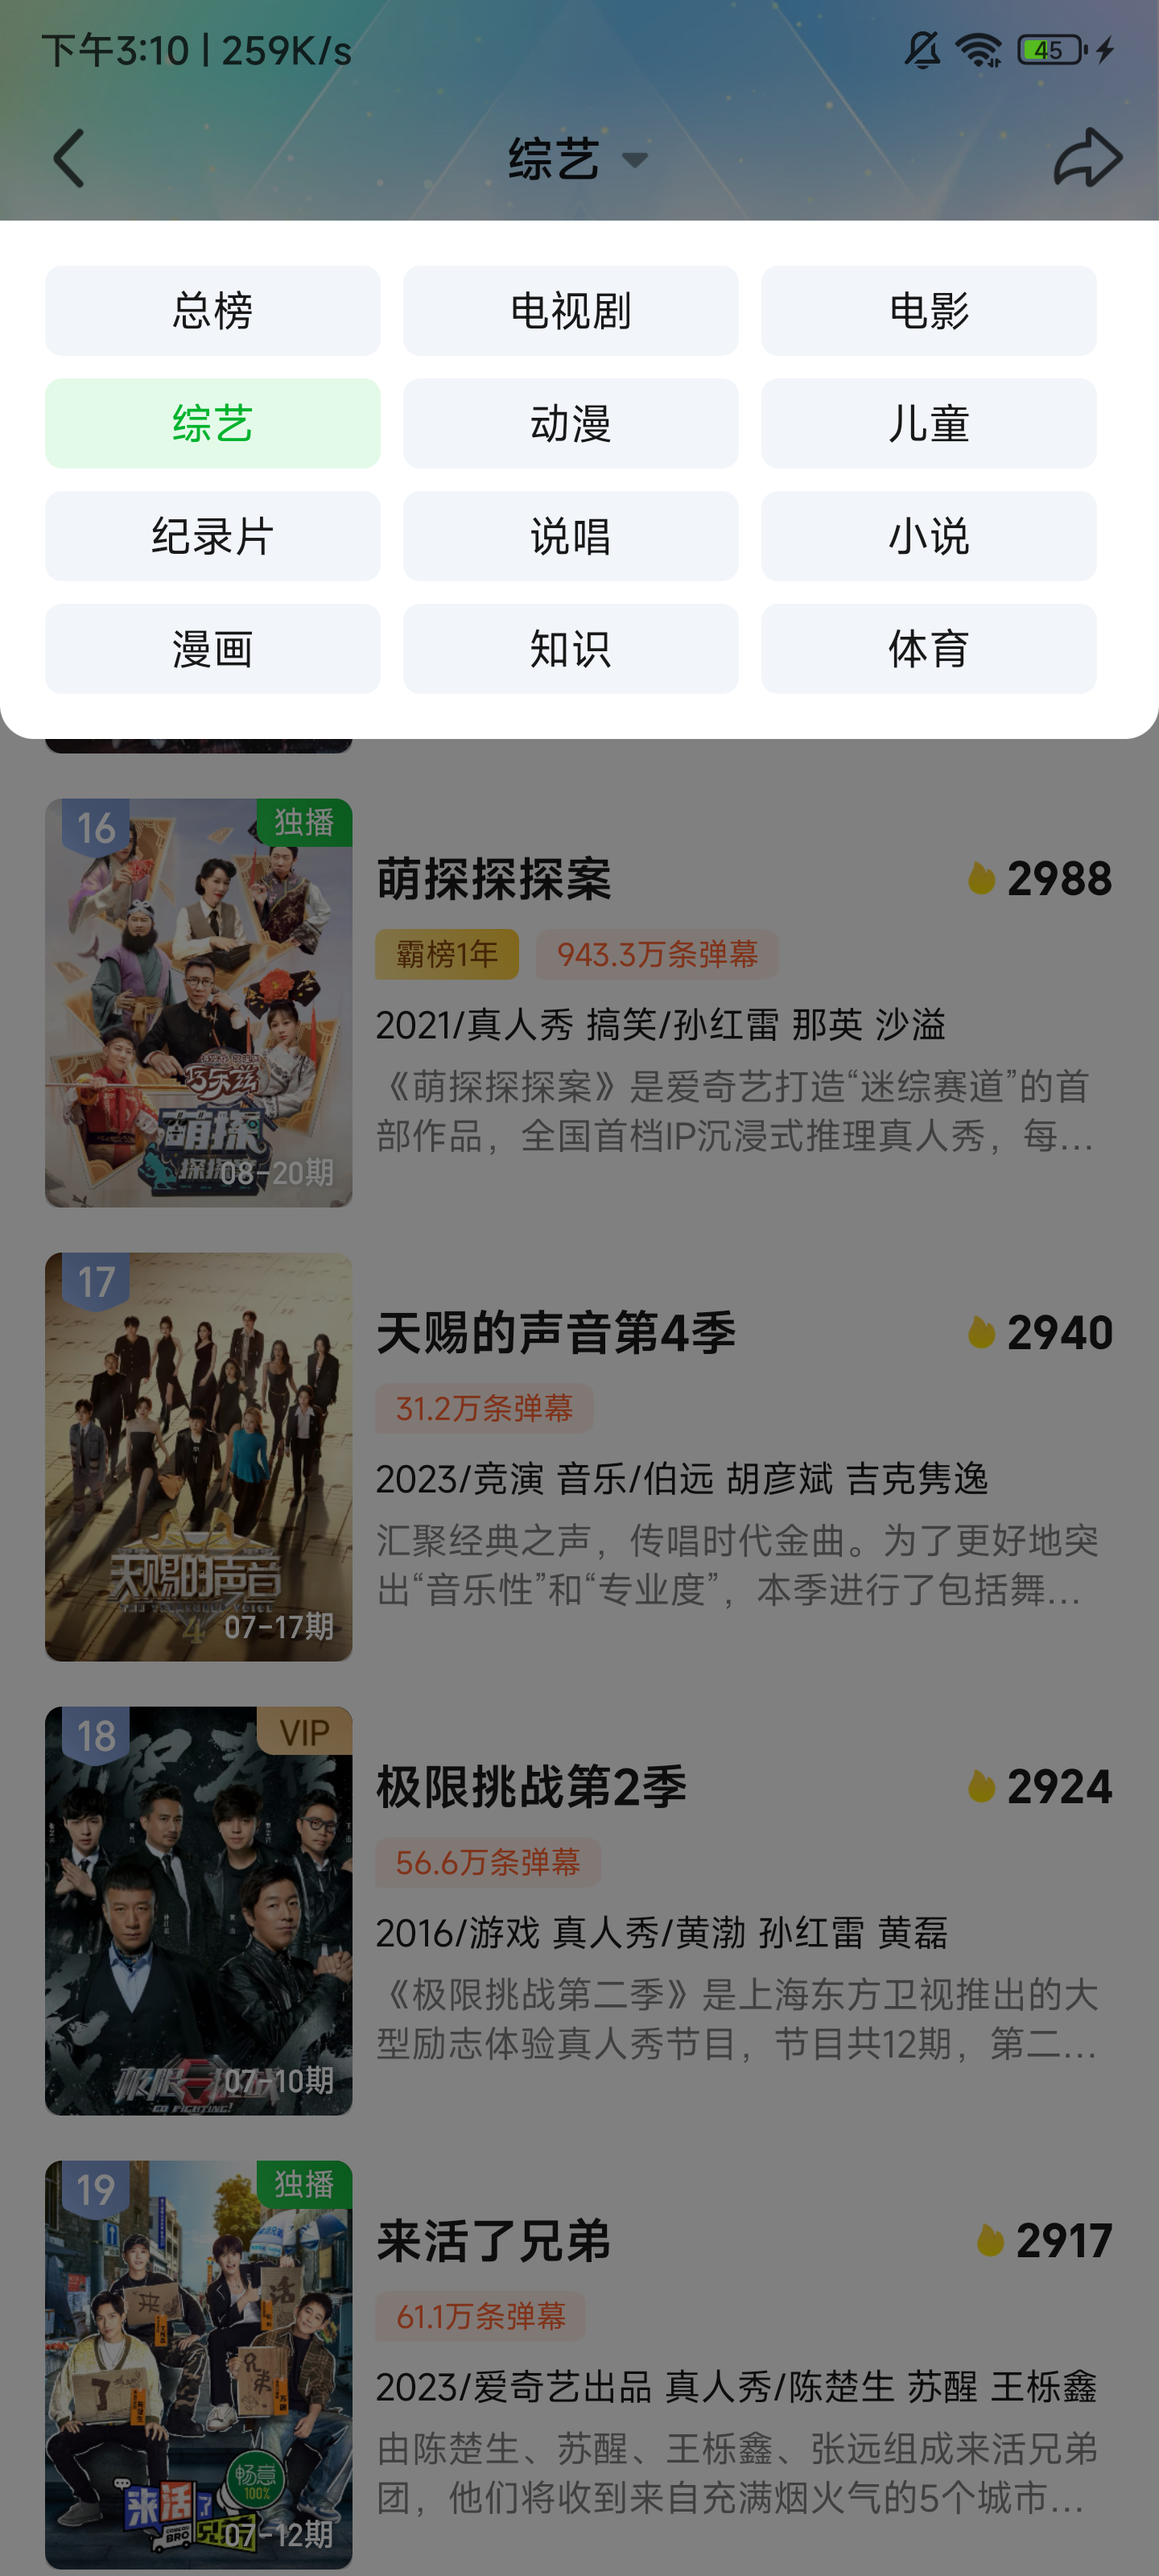 下午3:10 | 259K/s
45
综艺
总榜
电视剧
电影
综艺
动漫
儿童
纪录片
说唱
小说
漫画
知识
体育
16
独播
萌探探探案
2988
霸榜1年
943.3万条弹幕
2021/真人秀 搞笑/孙红雷 那英 沙溢
《萌探探探案》是爱奇艺打造“迷综赛道”的首
部作品，全国首档IP沉浸式推理真人秀，每...
08-20期
17
天赐的声音第4季
2940
31.2万条弹幕
2023/竞演 音乐/伯远 胡彦斌 吉克隽逸
汇聚经典之声，传唱时代金曲。为了更好地突
出“音乐性”和“专业度”，本季进行了包括舞...
天赐的声音
4
07-17期
18
VIP
极限挑战第2季
2924
56.6万条弹幕
2016/游戏 真人秀/黄渤 孙红雷 黄磊
《极限挑战第二季》是上海东方卫视推出的大
型励志体验真人秀节目，节目共12期，第二...
07-10期
GO FIGHTING!
19
独播
来活了兄弟
2917
61.1万条弹幕
2023/爱奇艺出品 真人秀/陈楚生 苏醒 王栎鑫
由陈楚生、苏醒、王栎鑫、张远组成来活兄弟
团，他们将收到来自充满烟火气的5个城市...
畅意
100%
来活了
07-12期